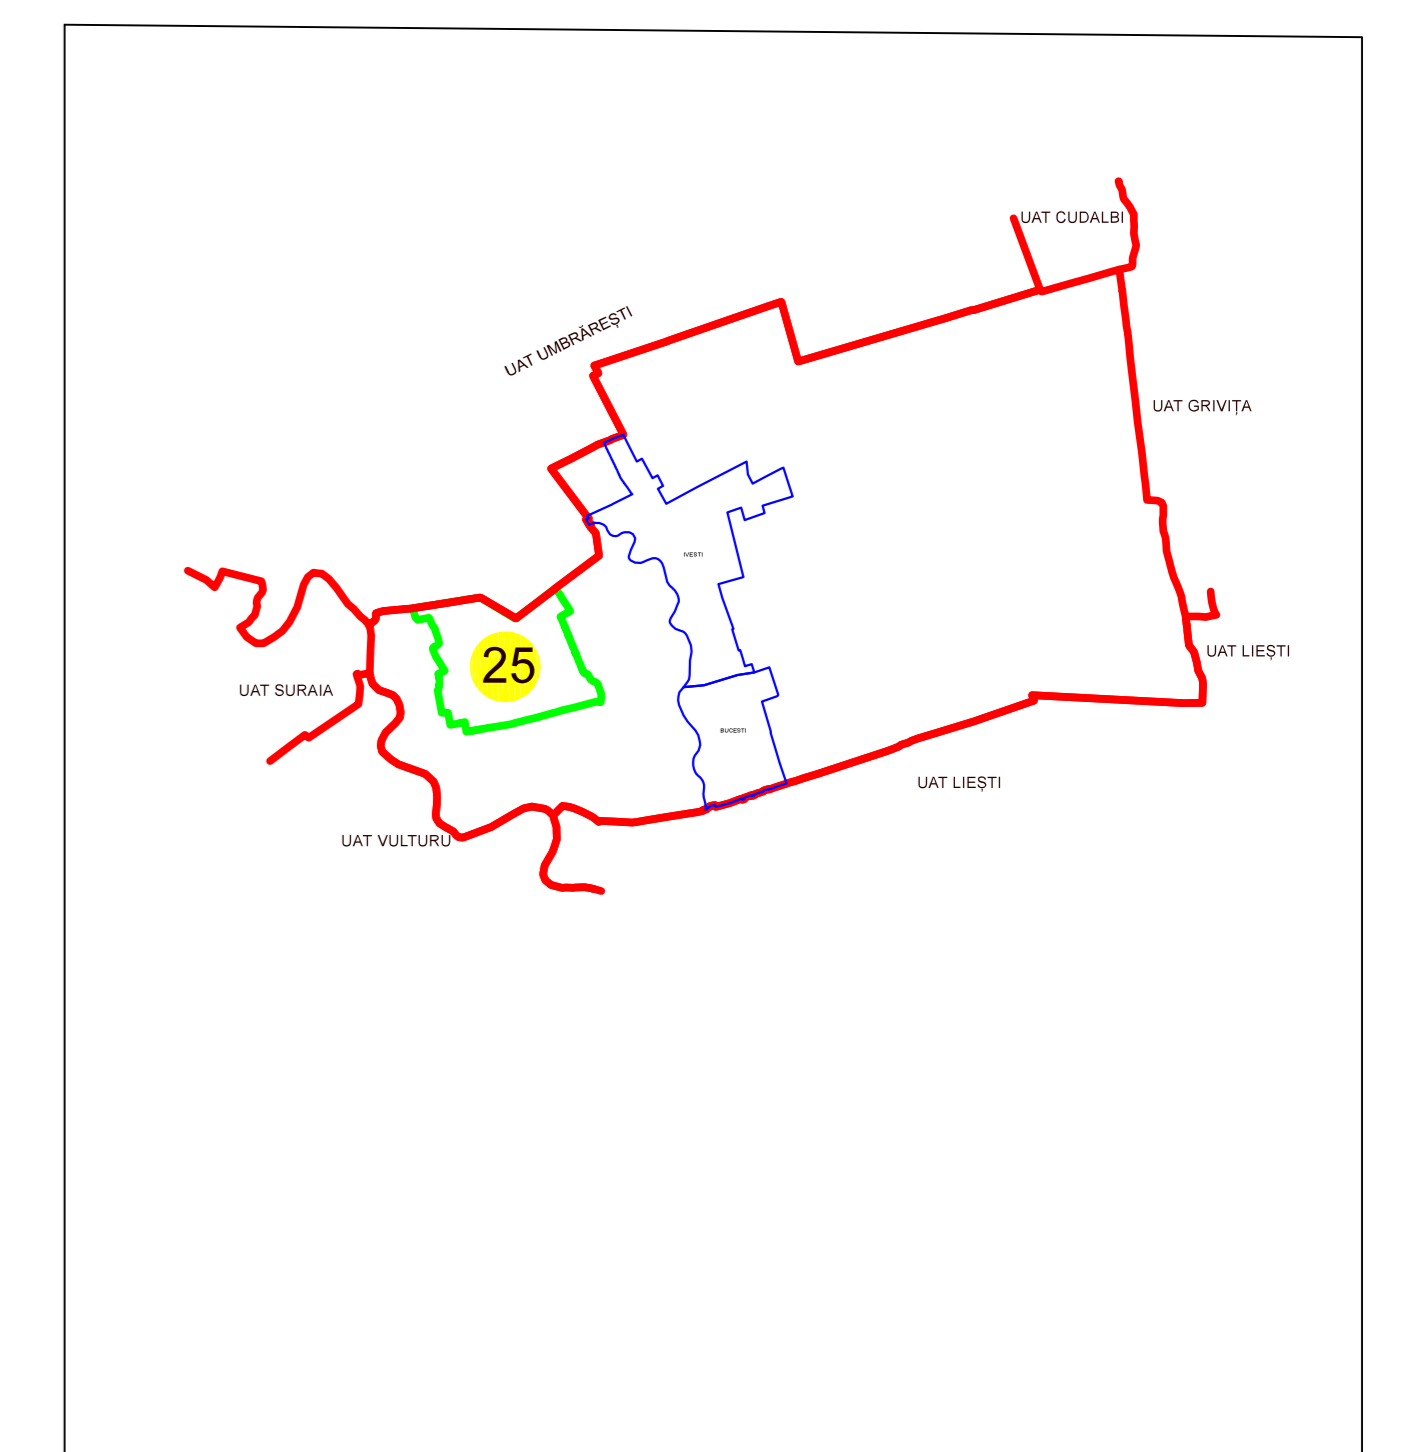 UAT CUDALBI
UAT UMBRĂREȘTI
UAT GRIVIȚA
IVESTI
UAT LIEȘTI
25
UAT SURAIA
BUCESTI
UAT LIEȘTI
UAT VULTURU